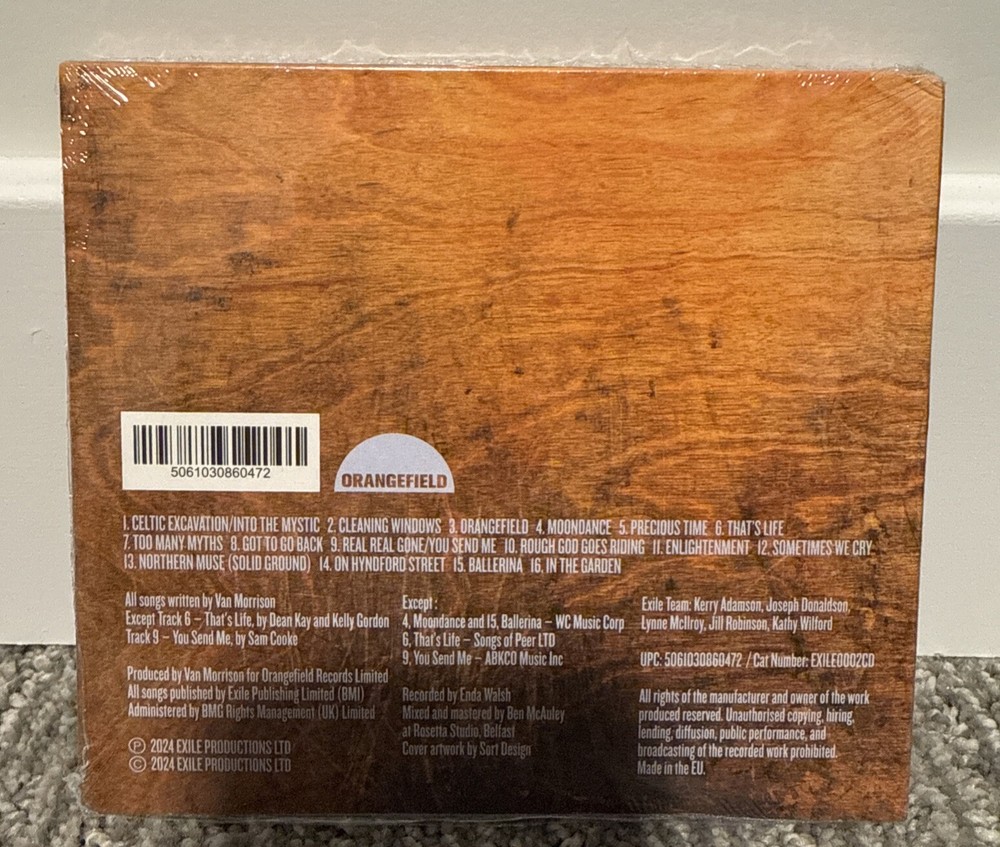 5061030860472
ORANGEFIELD
1. CELTIC EXCAVATION/INTO THE MYSTIC 2. CLEANING WINDOWS 3. ORANGEFIELD 4. MOONDANCE 5. PRECIOUS TIME 6. THAT'S LIFE
7. TOO MANY MYTHS 8. GOT TO GO BACK 9. REAL REAL GONE/YOU SEND ME 10. ROUGH GOD GOES RIDING 11. ENLIGHTENMENT 12. SOMETIMES WE CRY
13. NORTHERN MUSE (SOLID GROUND) 14. ON HYNDFORD STREET 15. BALLERINA 16. IN THE GARDEN
All songs written by Van Morrison
Except Track 6 – That's Life, by Dean Kay and Kelly Gordon
Track 9 – You Send Me, by Sam Cooke
Produced by Van Morrison for Orangefield Records Limited
All songs published by Exile Publishing Limited (BMI)
Administered by BMG Rights Management (UK) Limited
Ⓟ 2024 EXILE PRODUCTIONS LTD
© 2024 EXILE PRODUCTIONS LTD
Except :
4, Moondance and 15, Ballerina – WC Music Corp
6, That's Life – Songs of Peer LTD
9, You Send Me – ABKCO Music Inc
Recorded by Enda Walsh
Mixed and mastered by Ben McAuley
at Rosetta Studio, Belfast
Cover artwork by Sort Design
Exile Team: Kerry Adamson, Joseph Donaldson,
Lynne McIlroy, Jill Robinson, Kathy Wilford
UPC: 5061030860472 / Cat Number: EXILE0002CD
All rights of the manufacturer and owner of the work
produced reserved. Unauthorised copying, hiring,
lending, diffusion, public performance, and
broadcasting of the recorded work prohibited.
Made in the EU.